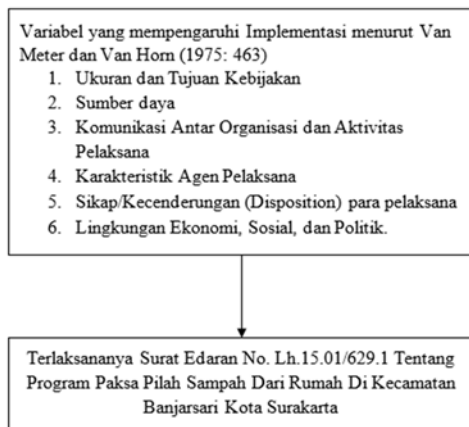 Variabel yang mempengaruhi Implementasi menurut Van
Meter dan Van Horn (1975: 463)
1. Ukuran dan Tujuan Kebijakan
2. Sumber daya
3. Komunikasi Antar Organisasi dan Aktivitas
Pelaksana
4. Karakteristik Agen Pelaksana
5. Sikap/Kecenderungan (Disposition) para pelaksana
6. Lingkungan Ekonomi, Sosial, dan Politik.
Terlaksananya Surat Edaran No. Lh.15.01/629.1 Tentang
Program Paksa Pilah Sampah Dari Rumah Di Kecamatan
Banjarsari Kota Surakarta